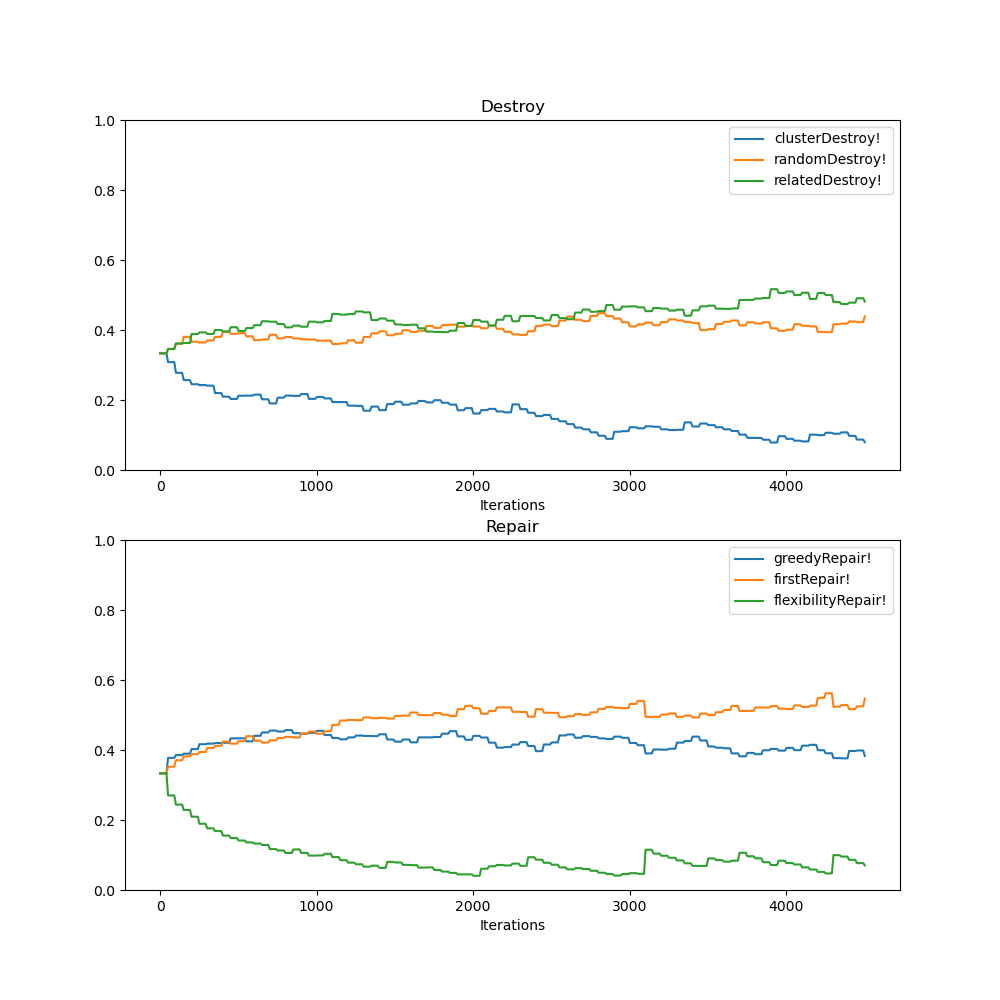 Destroy
1.0
0.8
0.6
0.4
0.2
0.0
clusterDestroy!
randomDestroy!
relatedDestroy!
0 1000 2000 3000 4000
Iterations
Repair
1.0
0.8
0.6
0.4
0.2
0.0
greedyRepair!
firstRepair!
flexibilityRepair!
0 1000 2000 3000 4000
Iterations